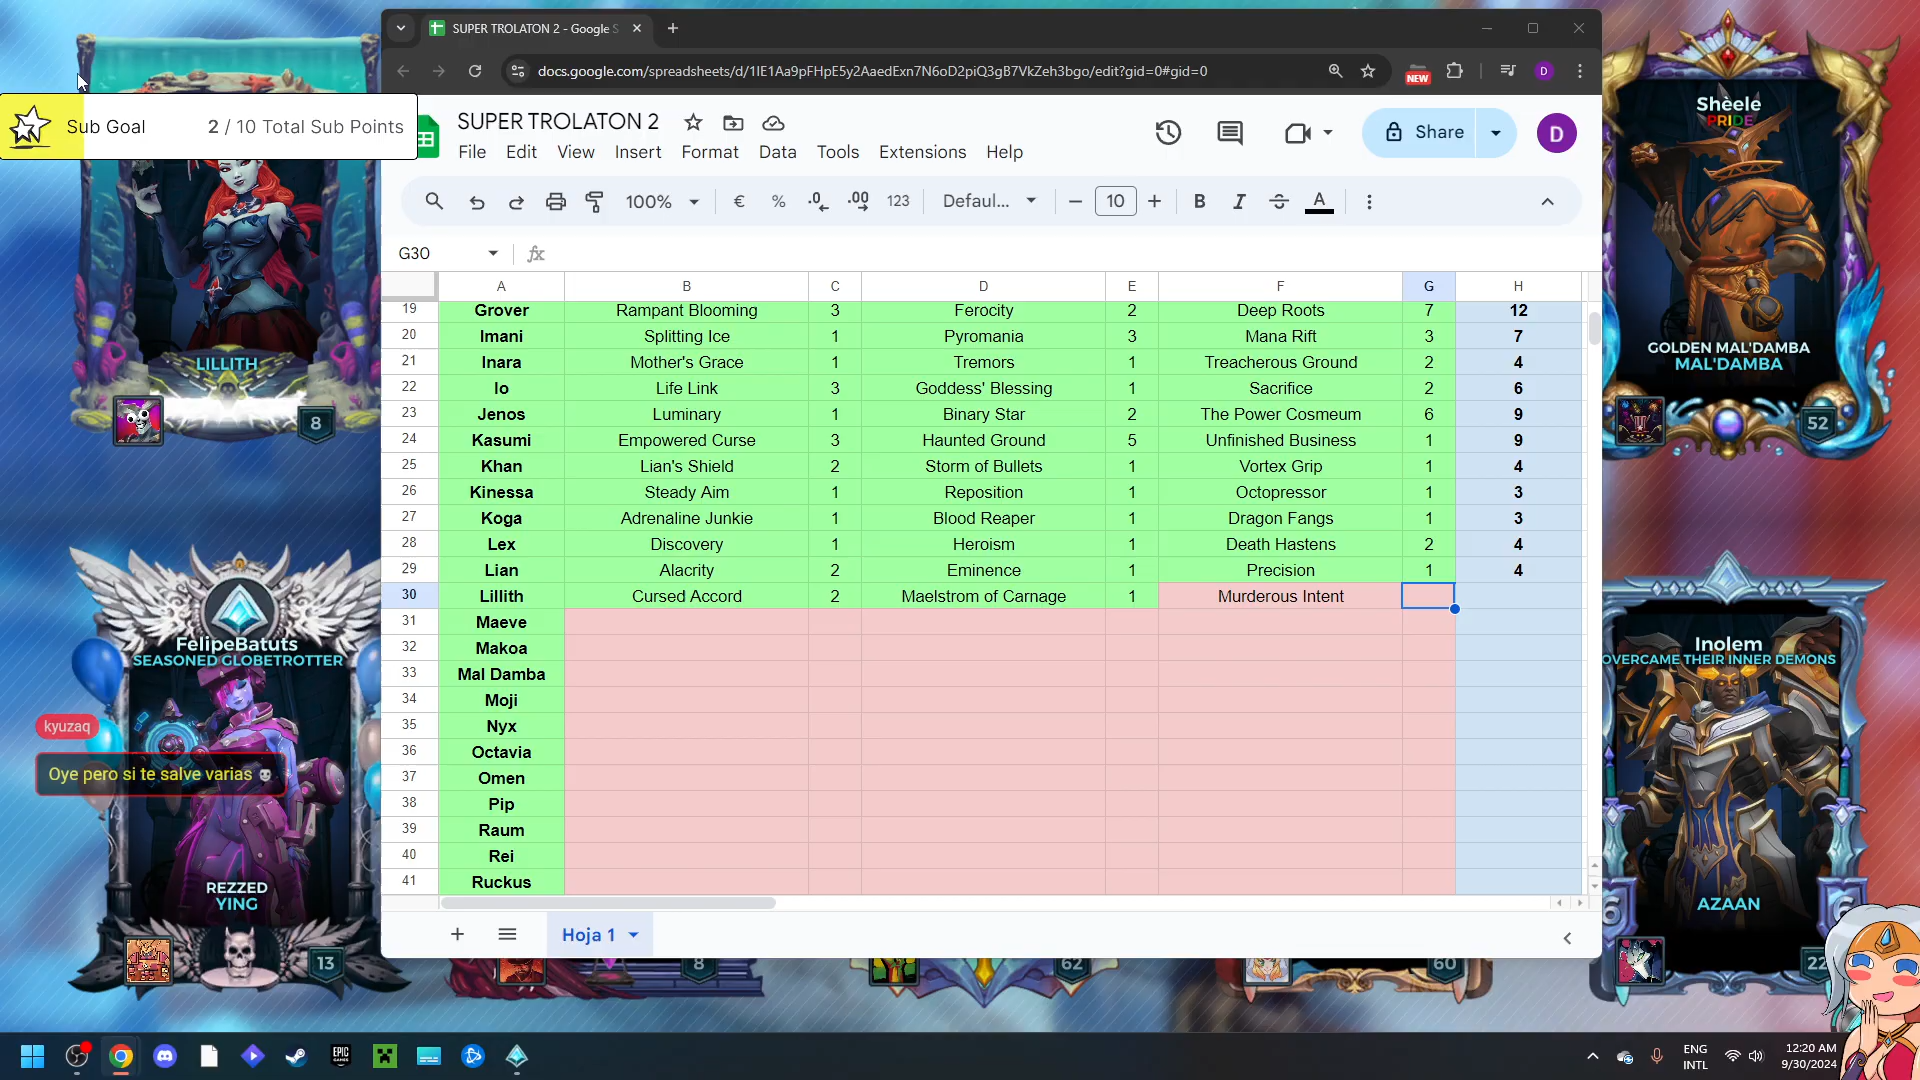 SUPER TROLATON 2 - Google S
docs.google.com/spreadsheets/d/1IE1Aa9pFHpE5y2AaedExn7N6oD2piQ3gB7VkZeh3bgo/edit?gid=0#gid=0
NEW
D
Sub Goal 2 / 10 Total Sub Points
SUPER TROLATON 2
File Edit View Insert Format Data Tools Extensions Help
Share
D
100% € % .0 .00 123 Defaul... 10 B I S A
G30 fx
A B C D E F G H
19 Grover Rampant Blooming 3 Ferocity 2 Deep Roots 7 12
20 Imani Splitting Ice 1 Pyromania 3 Mana Rift 3 7
21 Inara Mother's Grace 1 Tremors 1 Treacherous Ground 2 4
22 Io Life Link 3 Goddess' Blessing 1 Sacrifice 2 6
23 Jenos Luminary 1 Binary Star 2 The Power Cosmeum 6 9
24 Kasumi Empowered Curse 3 Haunted Ground 5 Unfinished Business 1 9
25 Khan Lian's Shield 2 Storm of Bullets 1 Vortex Grip 1 4
26 Kinessa Steady Aim 1 Reposition 1 Octopressor 1 3
27 Koga Adrenaline Junkie 1 Blood Reaper 1 Dragon Fangs 1 3
28 Lex Discovery 1 Heroism 1 Death Hastens 2 4
29 Lian Alacrity 2 Eminence 1 Precision 1 4
30 Lillith Cursed Accord 2 Maelstrom of Carnage 1 Murderous Intent
31 Maeve
32 Makoa
33 Mal Damba
34 Moji
35 Nyx
36 Octavia
37 Omen
38 Pip
39 Raum
40 Rei
41 Ruckus
Hoja 1
LILLITH
8
FelipeBatuts
SEASONED GLOBETROTTER
kyuzaq
Oye pero si te salve varias
REZZED
YING
13
Shèele
PRIDE
GOLDEN MAL'DAMBA
MAL'DAMBA
52
Inolem
OVERCAME THEIR INNER DEMONS
AZAAN
22
8
62
60
EPIC
GAMES
ENG
INTL
12:20 AM
9/30/2024